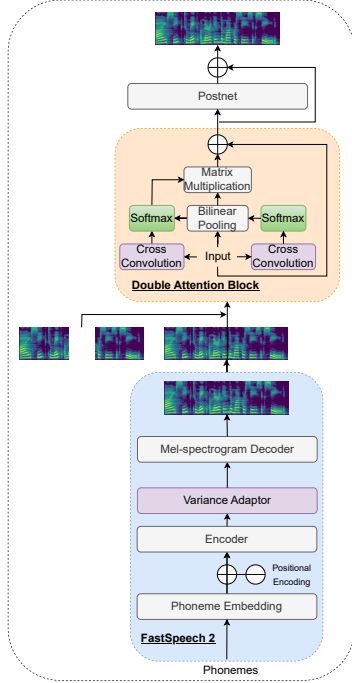 Postnet
Matrix
Multiplication
Softmax
Bilinear
Pooling
Softmax
Cross
Convolution
Input
Cross
Convolution
Double Attention Block
Mel-spectrogram Decoder
Variance Adaptor
Encoder
Positional
Encoding
Phoneme Embedding
FastSpeech 2
Phonemes